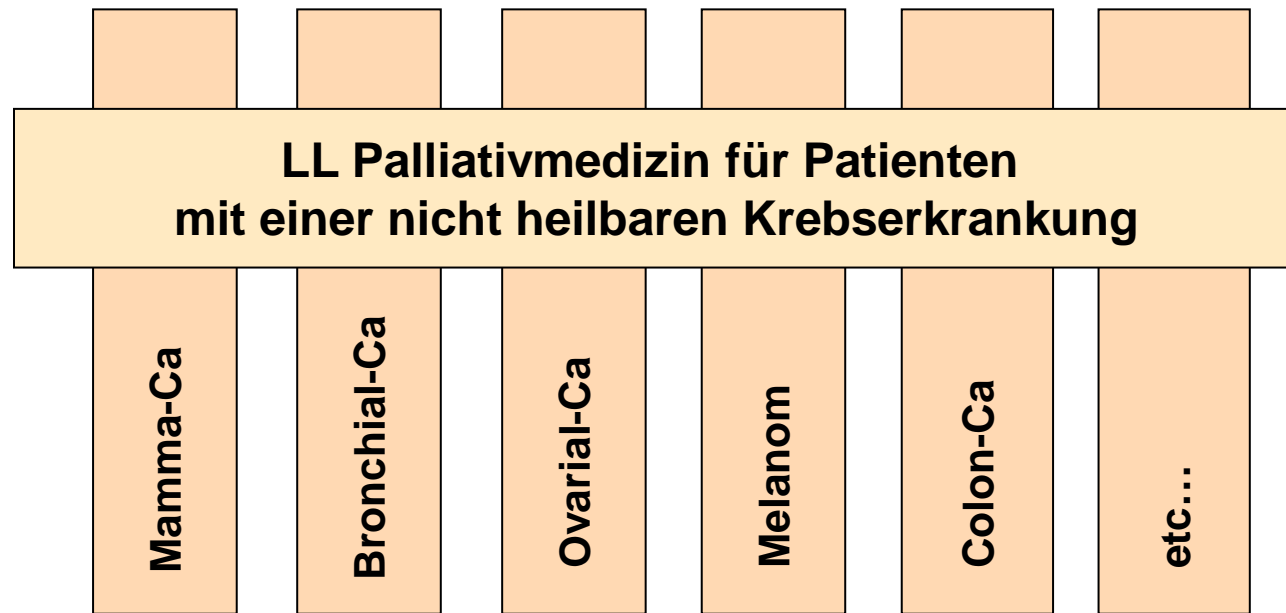 LL Palliativmedizin für Patienten
mit einer nicht heilbaren Krebserkrankung
Mamma-Ca
Bronchial-Ca
Ovarial-Ca
Melanom
Colon-Ca
etc…